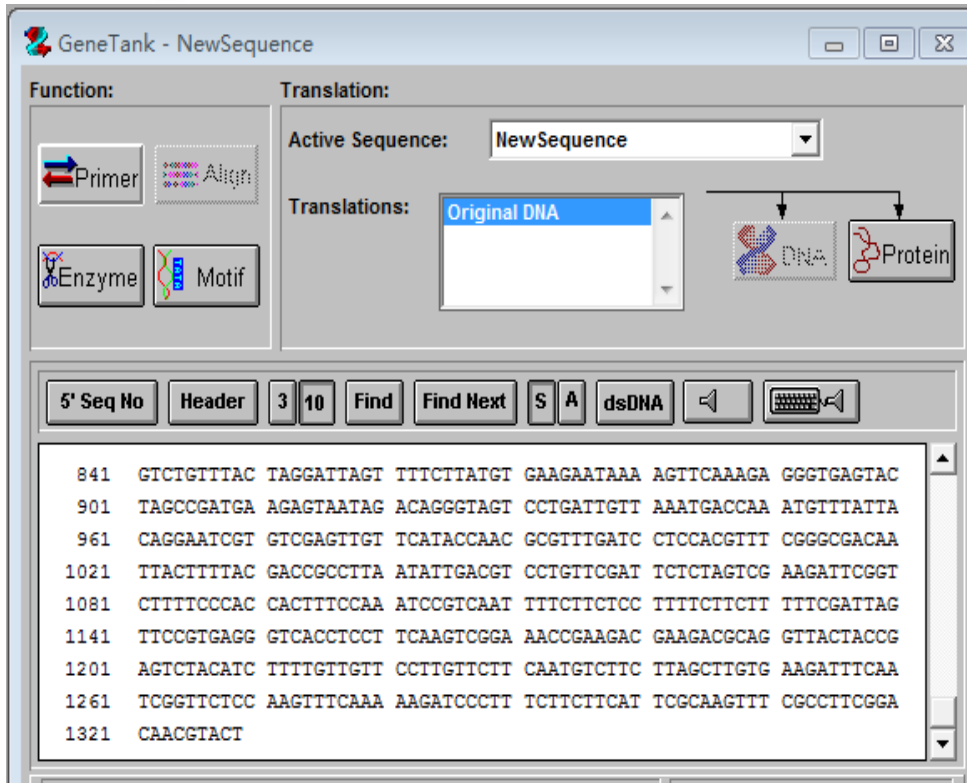 GeneTank - NewSequence
Function:
Translation:
Primer
Align
Enzyme
Motif
Active Sequence:
NewSequence
Translations:
Original DNA
DNA
Protein
5' Seq No
Header
3
10
Find
Find Next
S
A
dsDNA
841 GTCTGTTTAC TAGGATTAGT TTTCTTATGT GAAGAATAAA AGTTCAAAGA GGGTGAGTAC
901 TAGCCGATGA AGAGTAATAG ACAGGGTAGT CCTGATTGTT AAATGACCAA ATGTTTATTA
961 CAGGAATCGT GTCGAGTTGT TCATACCAAC GCGTTTGATC CTCCACGTTT CGGGCGACAA
1021 TTACTTTTAC GACCGCCTTA ATATTGACGT CCTGTTCGAT TCTCTAGTCG AAGATTCGGT
1081 CTTTTCCCAC CACTTTCCAA ATCCGTCAAT TTTCTTCTCC TTTTCTTCTT TTTCGATTAG
1141 TTCCGTGAGG GTCACCTCCT TCAAGTCGGA AACCGAAGAC GAAGACGCAG GTTACTACCG
1201 AGTCTACATC TTTTGTTGTT CCTTGTTCTT CAATGTCTTC TTAGCTTGTG AAGATTTCAA
1261 TCGGTTCTCC AAGTTTCAAA AAGATCCCTT TCTTCTTCAT TCGCAAGTTT CGCCTTCGGA
1321 CAACGTACT